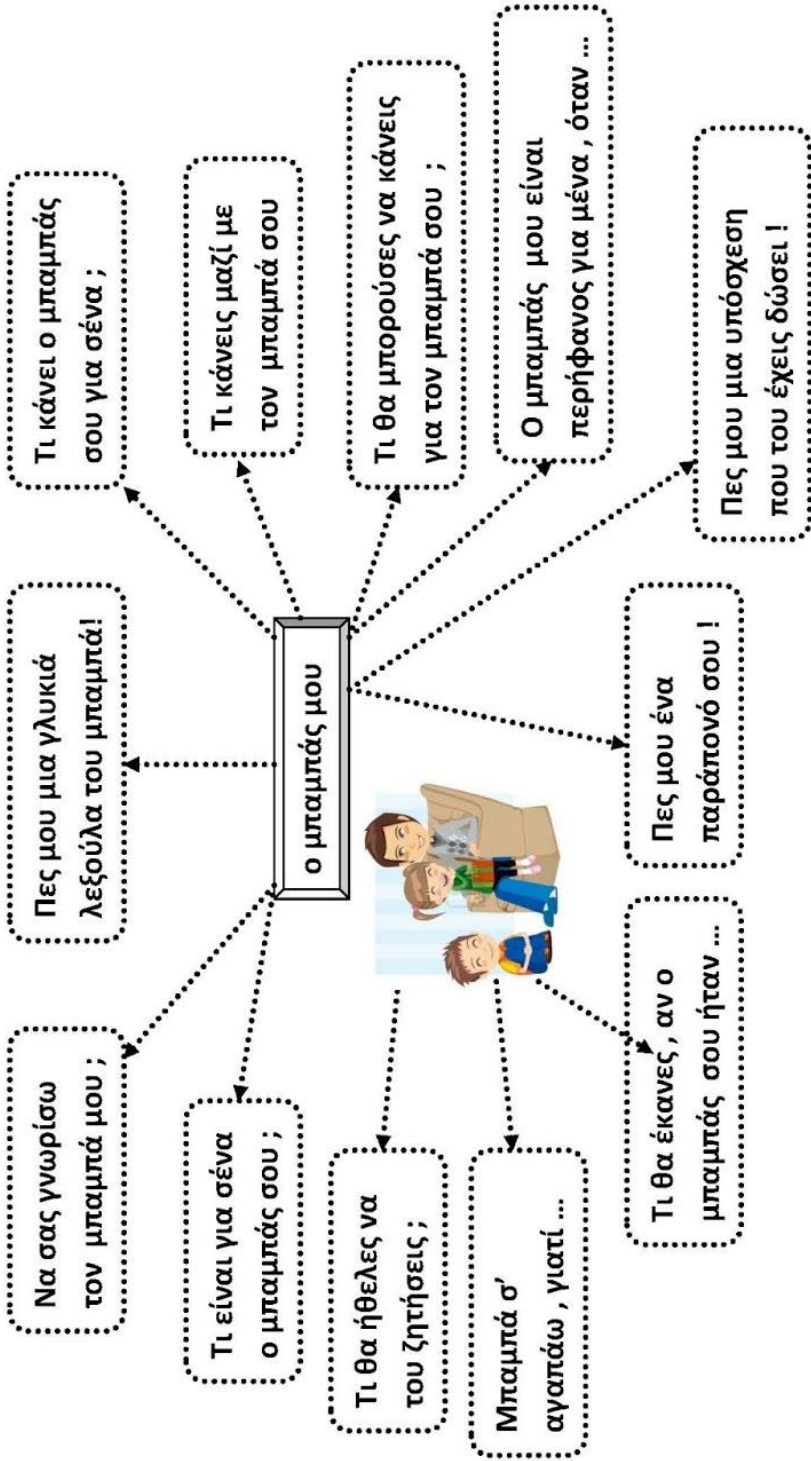 Να σας γνωρίσω
τον μπαμπά μου ;
Πες μου μια γλυκιά
λεξούλα του μπαμπά!
Τι κάνει ο μπαμπάς
σου για σένα ;
Τι είναι για σένα
ο μπαμπάς σου ;
ο μπαμπάς μου
Τι κάνεις μαζί με
τον μπαμπά σου
Τι θα ήθελες να
του ζητήσεις ;
Τι θα μπορούσες να κάνεις
για τον μπαμπά σου ;
Μπαμπά σ'
αγαπάω , γιατί ...
Ο μπαμπάς μου είναι
περήφανος για μένα , όταν ...
Τι θα έκανες , αν ο
μπαμπάς σου ήταν ...
Πες μου ένα
παράπονό σου !
Πες μου μια υπόσχεση
που του έχεις δώσει !